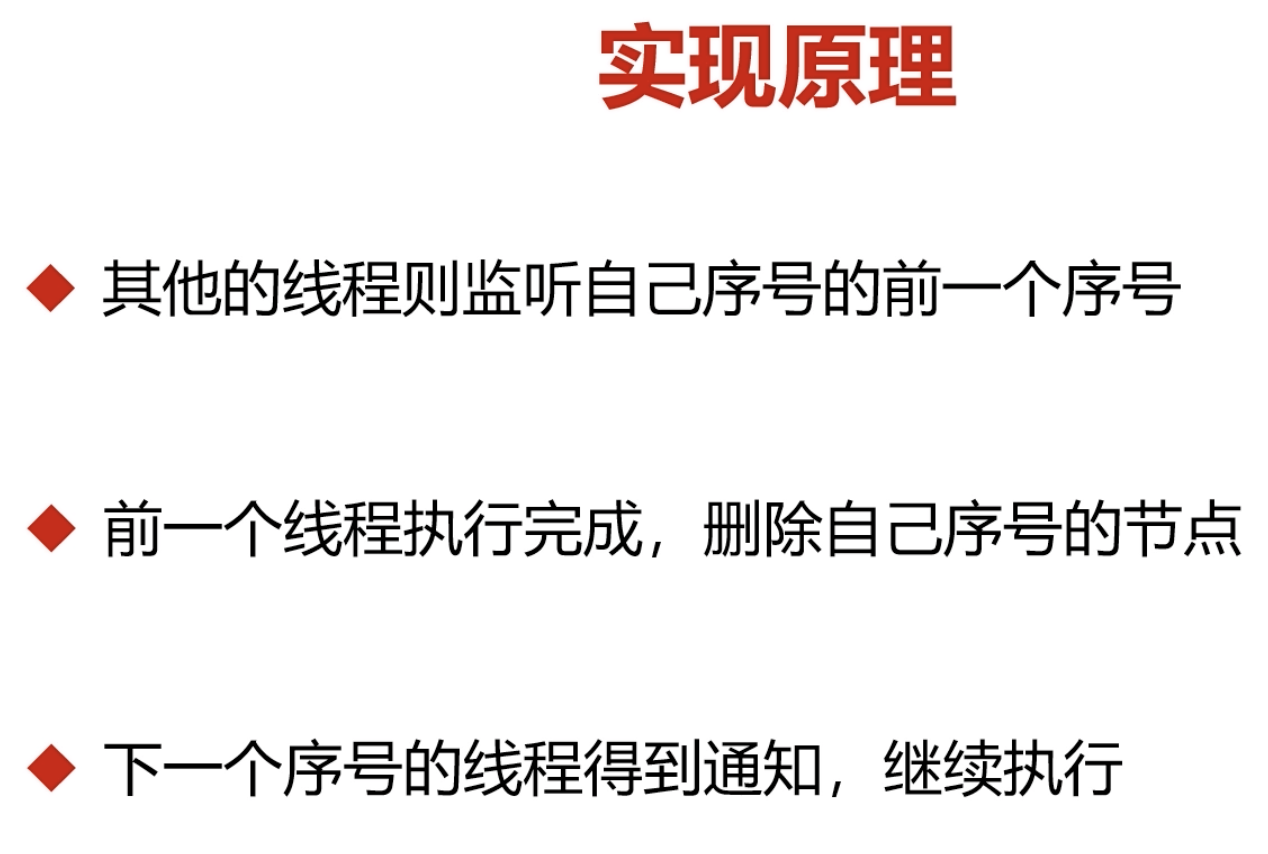 实现原理
其他的线程则监听自己序号的前一个序号
前一个线程执行完成，删除自己序号的节点
下一个序号的线程得到通知，继续执行